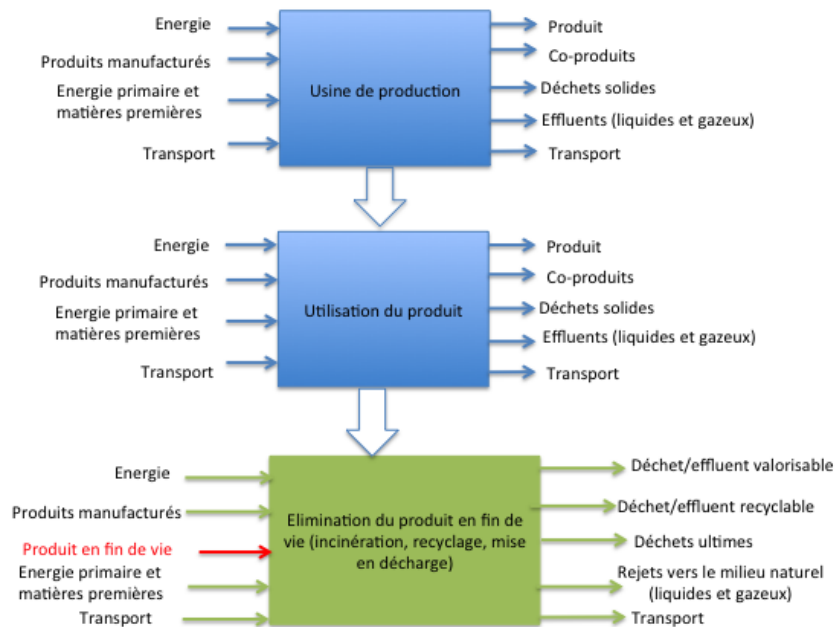 Energie
Produits manufacturés
Energie primaire et
matières premières
Transport
Usine de production
Produit
Co-produits
Déchets solides
Effluents (liquides et gazeux)
Transport
Energie
Produits manufacturés
Energie primaire et
matières premières
Transport
Utilisation du produit
Produit
Co-produits
Déchets solides
Effluents (liquides et gazeux)
Transport
Energie
Produits manufacturés
Produit en fin de vie
Energie primaire et
matières premières
Transport
Elimination du produit en fin de
vie (incinération, recyclage, mise
en décharge)
Déchet/effluent valorisable
Déchet/effluent recyclable
Déchets ultimes
Rejets vers le milieu naturel
(liquides et gazeux)
Transport